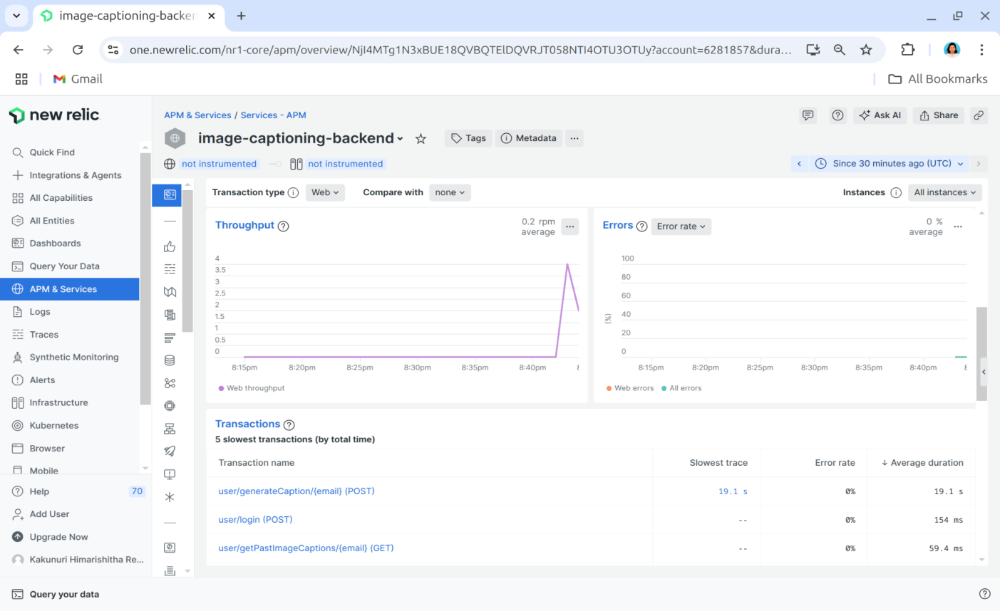 image-captioning-backen
one.newrelic.com/nr1-core/apm/overview/NjI4MTg1N3xBUE18QVBQTElDQVRJT058NTI4OTU3OTUy?account=6281857&dura...
Gmail
All Bookmarks
new relic
Quick Find
Integrations & Agents
All Capabilities
All Entities
Dashboards
Query Your Data
APM & Services
Logs
Traces
Synthetic Monitoring
Alerts
Infrastructure
Kubernetes
Browser
Mobile
Help 70
Add User
Upgrade Now
Kakunuri Himarishitha Re...
APM & Services / Services - APM
Ask AI
Share
image-captioning-backend
Tags
Metadata
not instrumented
not instrumented
Since 30 minutes ago (UTC)
Transaction type Web
Compare with none
Instances All instances
Throughput
0.2 rpm
average
4
3.5
3
2.5
2
1.5
1
0.5
0
8:15pm 8:20pm 8:25pm 8:30pm 8:35pm 8:40pm
Web throughput
Errors Error rate
0 %
average
(%)
100
80
60
40
20
0
8:15pm 8:20pm 8:25pm 8:30pm 8:35pm 8:40pm
Web errors All errors
Transactions
5 slowest transactions (by total time)
Transaction name Slowest trace Error rate Average duration
user/generateCaption/{email} (POST) 19.1 s 0% 19.1 s
user/login (POST) -- 0% 154 ms
user/getPastImageCaptions/{email} (GET) -- 0% 59.4 ms
Query your data